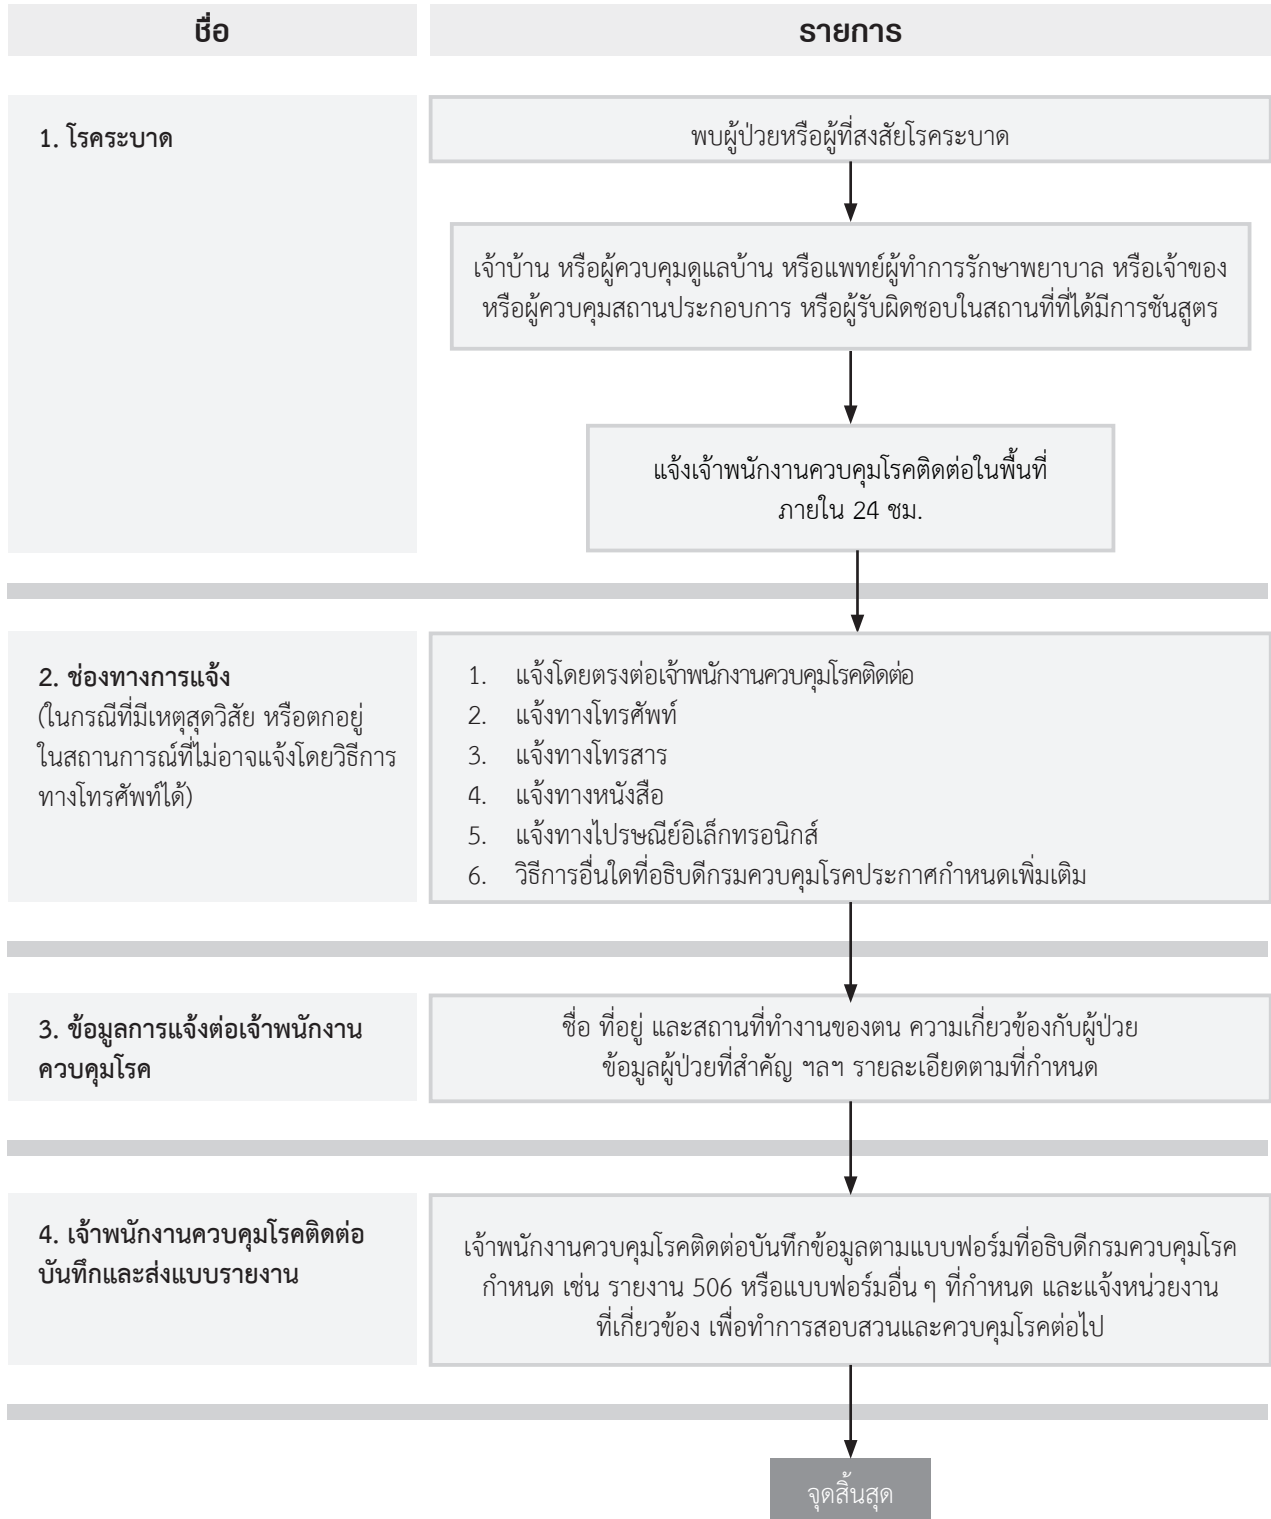 ชื่อ
รายการ
1. โรคระบาด
พบผู้ป่วยหรือผู้ที่สงสัยโรคระบาด
เจ้าบ้าน หรือผู้ควบคุมดูแลบ้าน หรือแพทย์ผู้ทำการรักษาพยาบาล หรือเจ้าของ
หรือผู้ควบคุมสถานประกอบการ หรือผู้รับผิดชอบในสถานที่ที่ได้มีการชันสูตร
แจ้งเจ้าพนักงานควบคุมโรคติดต่อในพื้นที่
ภายใน 24 ชม.
2. ช่องทางการแจ้ง
(ในกรณีที่มีเหตุสุดวิสัย หรือตกอยู่
ในสถานการณ์ที่ไม่อาจแจ้งโดยวิธีการ
ทางโทรศัพท์ได้)
1. แจ้งโดยตรงต่อเจ้าพนักงานควบคุมโรคติดต่อ
2. แจ้งทางโทรศัพท์
3. แจ้งทางโทรสาร
4. แจ้งทางหนังสือ
5. แจ้งทางไปรษณีย์อิเล็กทรอนิกส์
6. วิธีการอื่นใดที่อธิบดีกรมควบคุมโรคประกาศกำหนดเพิ่มเติม
3. ข้อมูลการแจ้งต่อเจ้าพนักงาน
ควบคุมโรค
ชื่อ ที่อยู่ และสถานที่ทำงานของตน ความเกี่ยวข้องกับผู้ป่วย
ข้อมูลผู้ป่วยที่สำคัญ ฯลฯ รายละเอียดตามที่กำหนด
4. เจ้าพนักงานควบคุมโรคติดต่อ
บันทึกและส่งแบบรายงาน
เจ้าพนักงานควบคุมโรคติดต่อบันทึกข้อมูลตามแบบฟอร์มที่อธิบดีกรมควบคุมโรค
กำหนด เช่น รายงาน 506 หรือแบบฟอร์มอื่น ๆ ที่กำหนด และแจ้งหน่วยงาน
ที่เกี่ยวข้อง เพื่อทำการสอบสวนและควบคุมโรคต่อไป
จุดสิ้นสุด